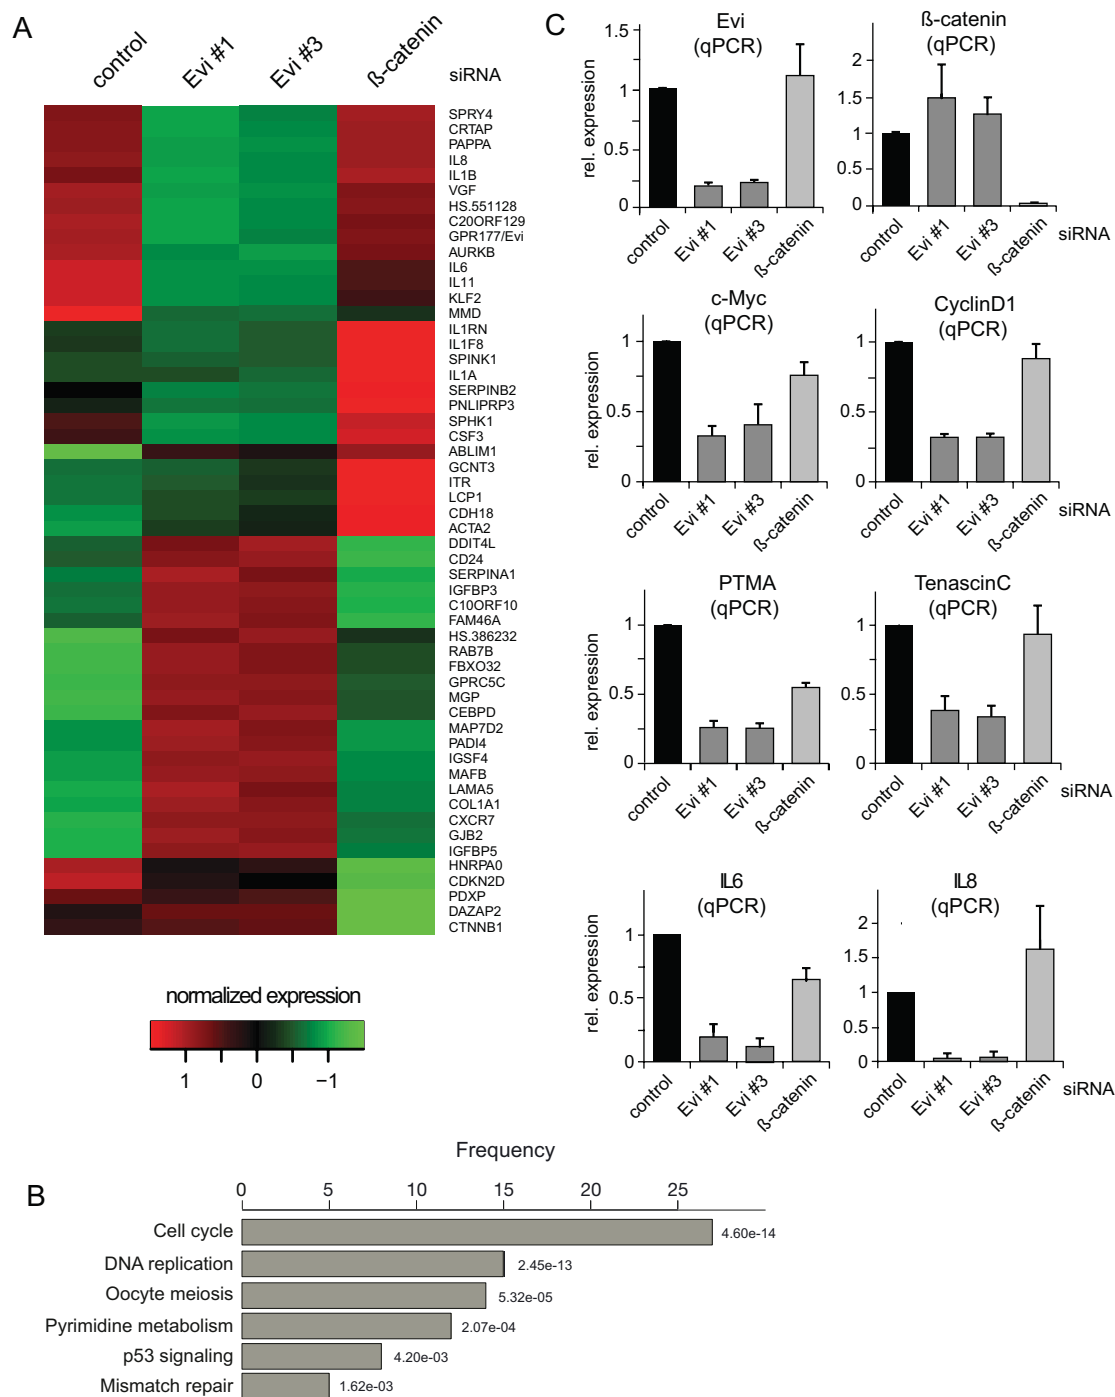 A
control
Evi #1
Evi #3
ß-catenin
siRNA
SPRY4
CRTAP
PAPPA
IL8
IL1B
VGF
HS.551128
C20ORF129
GPR177/Evi
AURKB
IL6
IL11
KLF2
MMD
IL1RN
IL1F8
SPINK1
IL1A
SERPINB2
PNLIPRP3
SPHK1
CSF3
ABLIM1
GCNT3
ITR
LCP1
CDH18
ACTA2
DDIT4L
CD24
SERPINA1
IGFBP3
C10ORF10
FAM46A
HS.386232
RAB7B
FBXO32
GPRC5C
MGP
CEBPD
MAP7D2
PADI4
IGSF4
MAFB
LAMA5
COL1A1
CXCR7
GJB2
IGFBP5
HNRPA0
CDKN2D
PDXP
DAZAP2
CTNNB1
normalized expression
1 0 −1
B
Frequency
0 5 10 15 20 25
Cell cycle 4.60e-14
DNA replication 2.45e-13
Oocyte meiosis 5.32e-05
Pyrimidine metabolism 2.07e-04
p53 signaling 4.20e-03
Mismatch repair 1.62e-03
C
Evi
(qPCR)
rel. expression
1.5
1
0.5
0
control
Evi #1
Evi #3
ß-catenin
ß-catenin
(qPCR)
2
1.5
1
0.5
0
control
Evi #1
Evi #3
ß-catenin
siRNA
c-Myc
(qPCR)
rel. expression
1
0.5
0
control
Evi #1
Evi #3
ß-catenin
CyclinD1
(qPCR)
1
0.5
0
control
Evi #1
Evi #3
ß-catenin
siRNA
PTMA
(qPCR)
rel. expression
1
0.5
0
control
Evi #1
Evi #3
ß-catenin
TenascinC
(qPCR)
1
0.5
0
control
Evi #1
Evi #3
ß-catenin
siRNA
IL6
(qPCR)
rel. expression
1
0.5
0
control
Evi #1
Evi #3
ß-catenin
IL8
(qPCR)
2
1.5
1
0.5
0
control
Evi #1
Evi #3
ß-catenin
siRNA